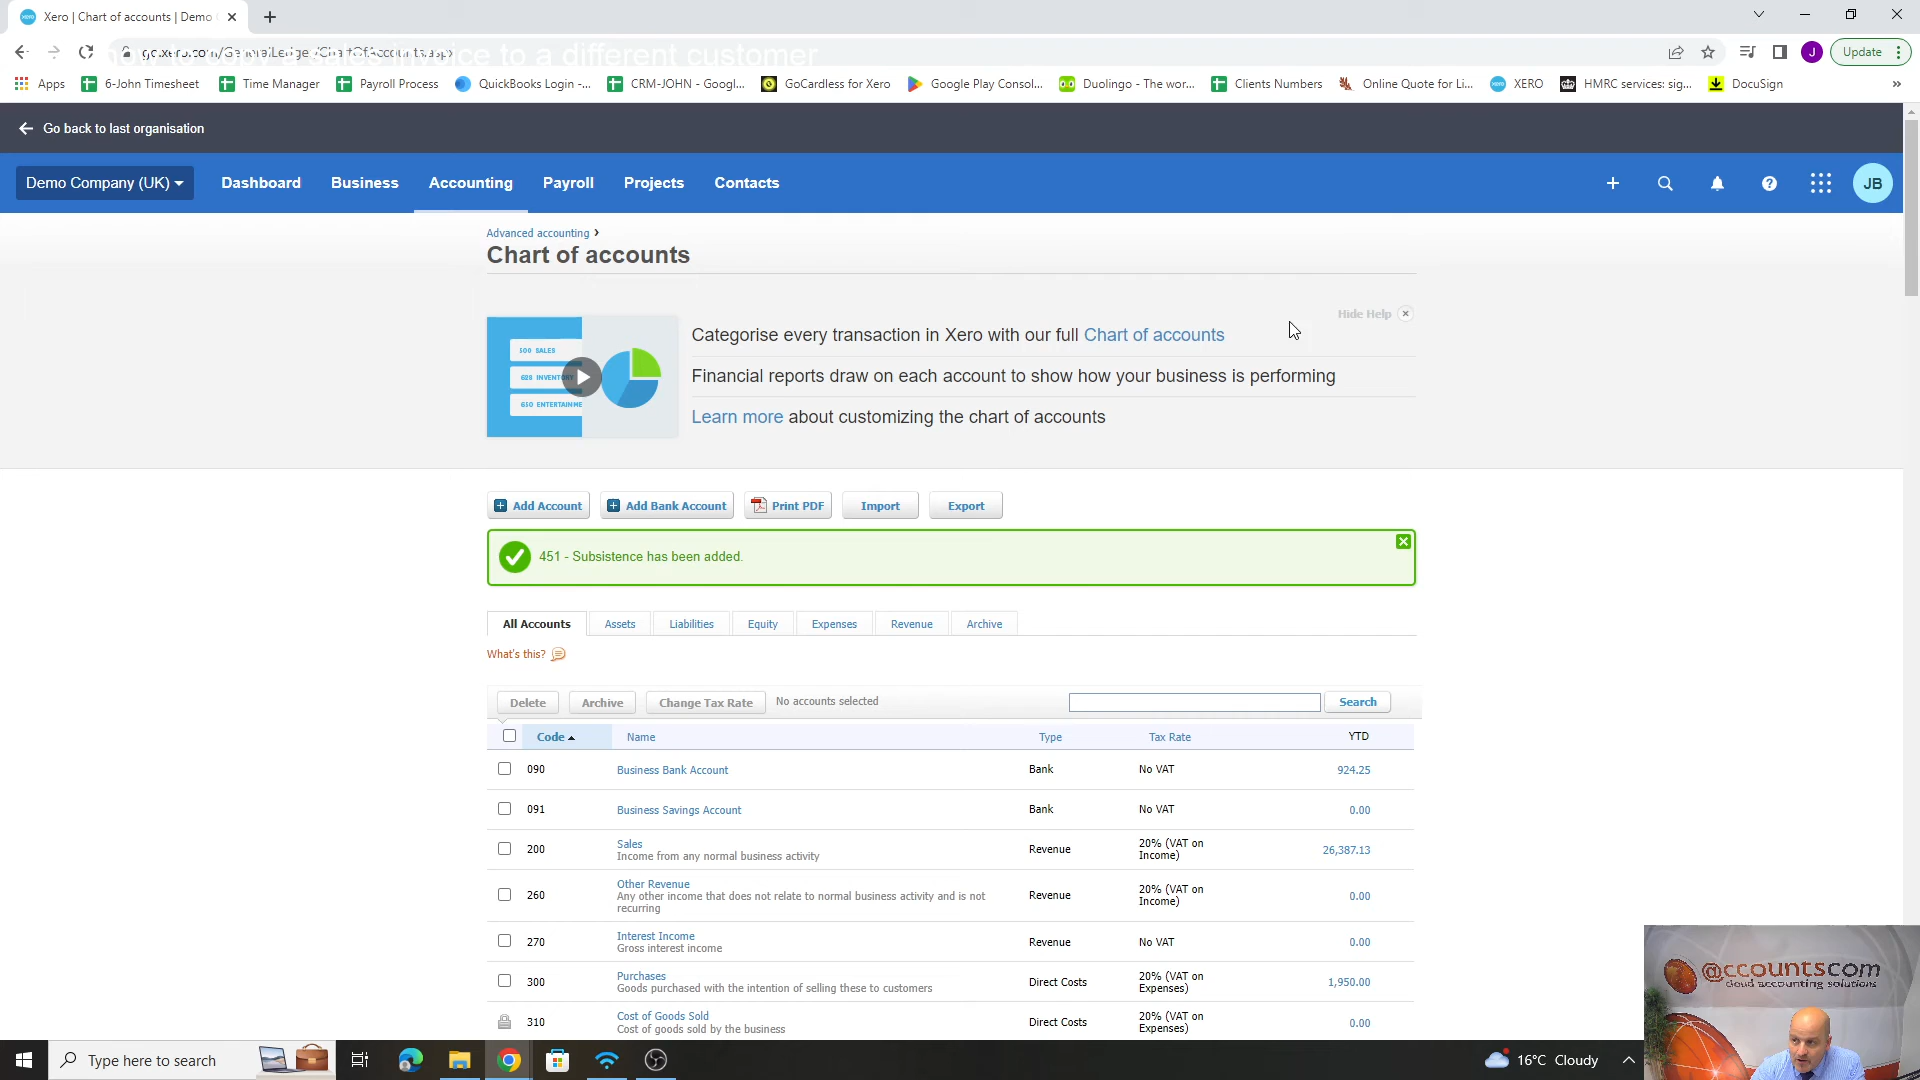 Xero | Chart of accounts | Demo
to a different customer
Update
Apps
6-John Timesheet
Time Manager
Payroll Process
QuickBooks Login -...
CRM-JOHN - Googl...
GoCardless for Xero
Google Play Consol...
Duolingo - The wor...
Clients Numbers
Online Quote for Li...
XERO
HMRC services: sig...
DocuSign
»
Go back to last organisation
Demo Company (UK)
Dashboard
Business
Accounting
Payroll
Projects
Contacts
JB
Advanced accounting ›
Chart of accounts
Hide Help
500 SALES
628 INVENTORY
650 ENTERTAINME
Categorise every transaction in Xero with our full Chart of accounts
Financial reports draw on each account to show how your business is performing
Learn more about customizing the chart of accounts
Add Account
Add Bank Account
Print PDF
Import
Export
451 - Subsistence has been added.
All Accounts
Assets
Liabilities
Equity
Expenses
Revenue
Archive
What's this?
Delete
Archive
Change Tax Rate
No accounts selected
Search
Code Name Type Tax Rate YTD
090 Business Bank Account Bank No VAT 924.25
091 Business Savings Account Bank No VAT 0.00
200 Sales Revenue 20% (VAT on Income) 26,387.13
Income from any normal business activity
260 Other Revenue Revenue 20% (VAT on Income) 0.00
Any other income that does not relate to normal business activity and is not
recurring
270 Interest Income Revenue No VAT 0.00
Gross interest income
300 Purchases Direct Costs 20% (VAT on Expenses) 1,950.00
Goods purchased with the intention of selling these to customers
310 Cost of Goods Sold Direct Costs 20% (VAT on Expenses) 0.00
Cost of goods sold by the business
@ccountscom
cloud accounting solutions
Type here to search
16°C Cloudy